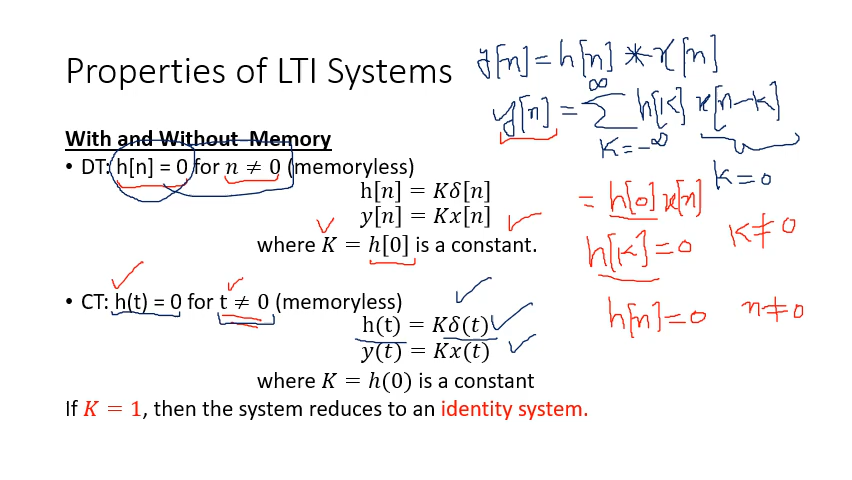 Properties of LTI Systems
y[n] = h[n] * x[n]
y[n] = ∞ ∑ K=-∞ h[K] x[n-K]
With and Without Memory
• DT: h[n] = 0 for n ≠ 0 (memoryless)
K=0
h[n] = Kδ[n]
= h[0] x[n]
y[n] = Kx[n]
where K = h[0] is a constant.
h[K]=0 K≠0
• CT: h(t) = 0 for t ≠ 0 (memoryless)
h[n]=0 n≠0
h(t) = Kδ(t)
y(t) = Kx(t)
where K = h(0) is a constant
If K = 1, then the system reduces to an identity system.